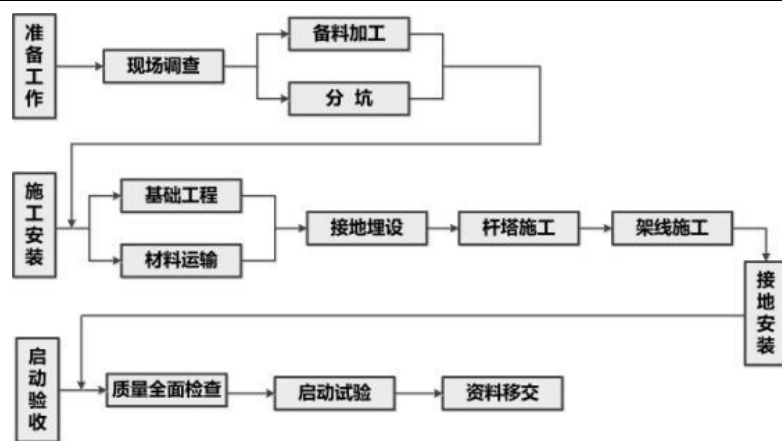 准备工作
现场调查
备料加工
分 坑
施工安装
基础工程
材料运输
接地埋设
杆塔施工
架线施工
接地安装
启动验收
质量全面检查
启动试验
资料移交